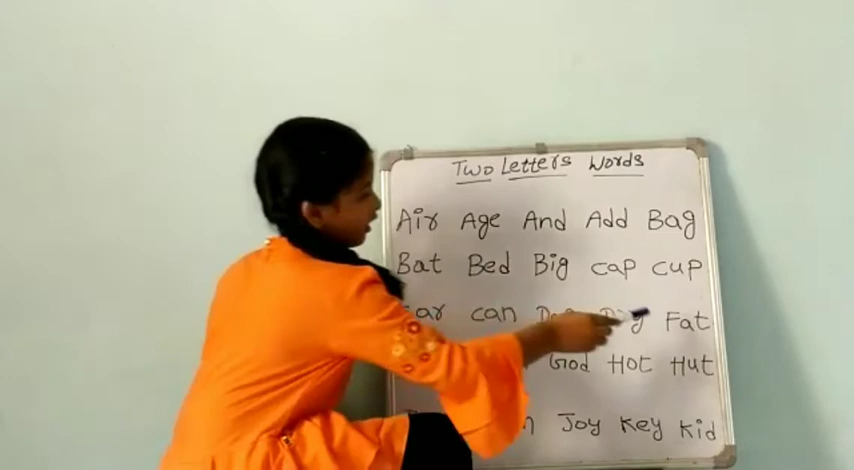 Two Letters Words
Air Age And Add Bag
Bat Bed Big cap cup
can Fat
God Hot Hut
Joy Key Kid